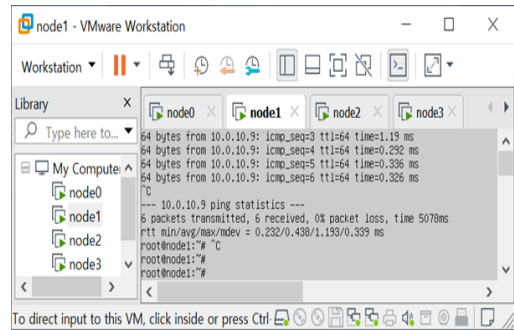 node1 - VMware Workstation
Workstation
Library
Type here to...
My Compute
node0
node1
node2
node3
node0 node1 node2 node3
64 bytes from 10.0.10.9: icmp_seq=3 ttl=64 time=1.19 ms
64 bytes from 10.0.10.9: icmp_seq=4 ttl=64 time=0.292 ms
64 bytes from 10.0.10.9: icmp_seq=5 ttl=64 time=0.336 ms
64 bytes from 10.0.10.9: icmp_seq=6 ttl=64 time=0.326 ms
^C
--- 10.0.10.9 ping statistics ---
6 packets transmitted, 6 received, 0% packet loss, time 5078ms
rtt min/avg/max/mdev = 0.232/0.438/1.193/0.339 ms
root@node1:~# ^C
root@node1:~#
root@node1:~#
To direct input to this VM, click inside or press Ctrl-